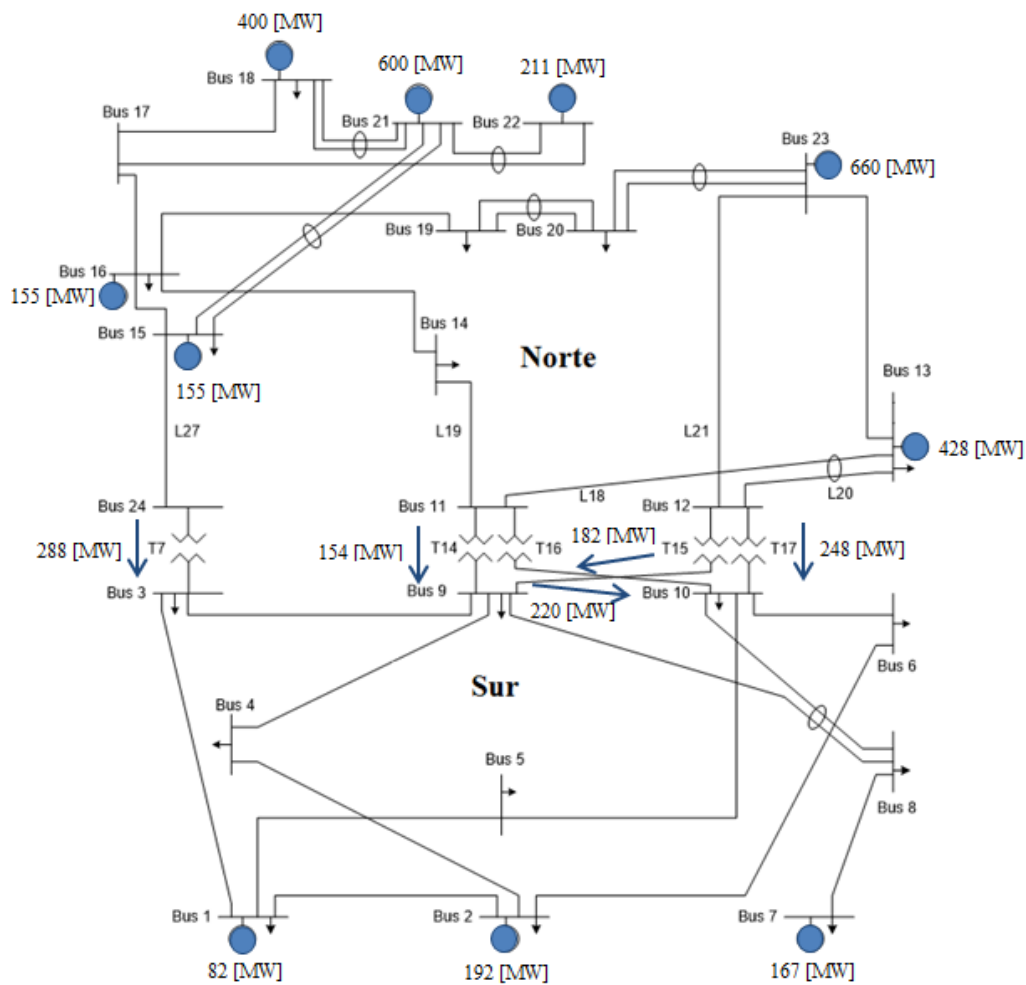 400 [MW]
600 [MW]
211 [MW]
Bus 18
Bus 17
Bus 21
Bus 22
Bus 23
660 [MW]
Bus 19
Bus 20
Bus 16
155 [MW]
Bus 15
Bus 14
155 [MW]
Norte
Bus 13
428 [MW]
L27
L19
L21
L18
L20
Bus 24
Bus 11
Bus 12
288 [MW]
T7
154 [MW]
T14
T16
182 [MW]
T15
T17
248 [MW]
Bus 3
Bus 9
220 [MW]
Bus 10
Bus 6
Sur
Bus 4
Bus 5
Bus 8
Bus 1
Bus 2
Bus 7
82 [MW]
192 [MW]
167 [MW]